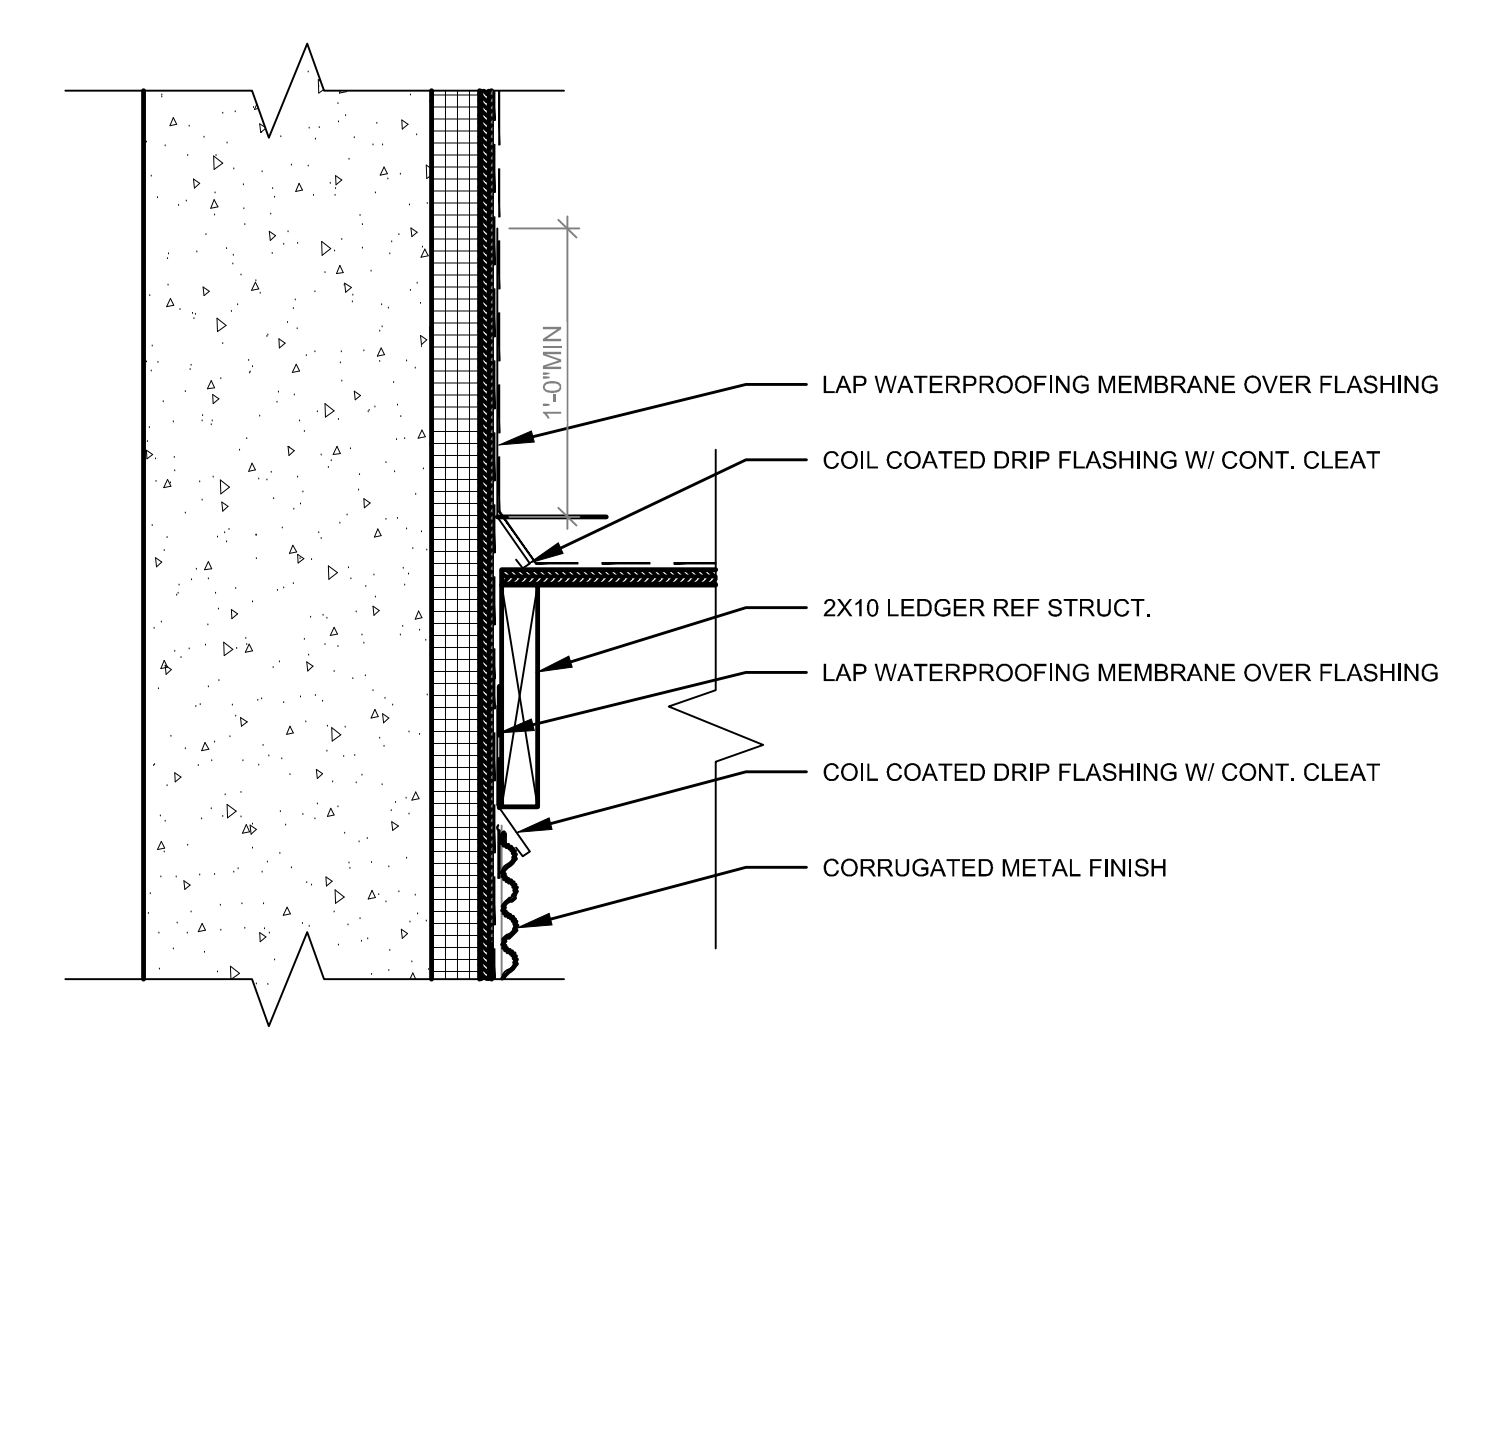 1'-0"MIN
LAP WATERPROOFING MEMBRANE OVER FLASHING
COIL COATED DRIP FLASHING W/ CONT. CLEAT
2X10 LEDGER REF STRUCT.
LAP WATERPROOFING MEMBRANE OVER FLASHING
COIL COATED DRIP FLASHING W/ CONT. CLEAT
CORRUGATED METAL FINISH